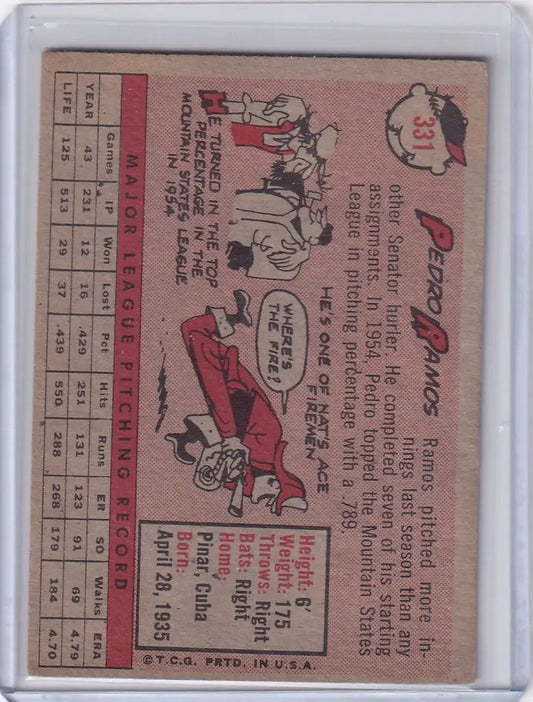 331
PEDRO RAMOS
Ramos pitched more in-
nings last season than any
other Senator hurler. He completed seven of his starting
assignments. In 1954, Pedro topped the Mountain States
League in pitching percentage with a .789.
HE TURNED IN THE TOP
PERCENTAGE IN THE
MOUNTAIN STATES LEAGUE
IN 1954
HE'S ONE OF NAT'S ACE
FIREMEN
WHERE'S
THE FIRE?
Height: 6'
Weight: 175
Throws: Right
Bats: Right
Home:
Pinar, Cuba
Born:
April 28, 1935
©T.C.G. PRTD. IN U.S.A.
MAJOR LEAGUE PITCHING RECORD
Games IP Won Lost Pct Hits Runs ER SO Walks ERA
YEAR 43 231 12 16 .429 251 131 123 91 69 4.79
LIFE 125 513 29 37 .439 550 288 268 179 184 4.70